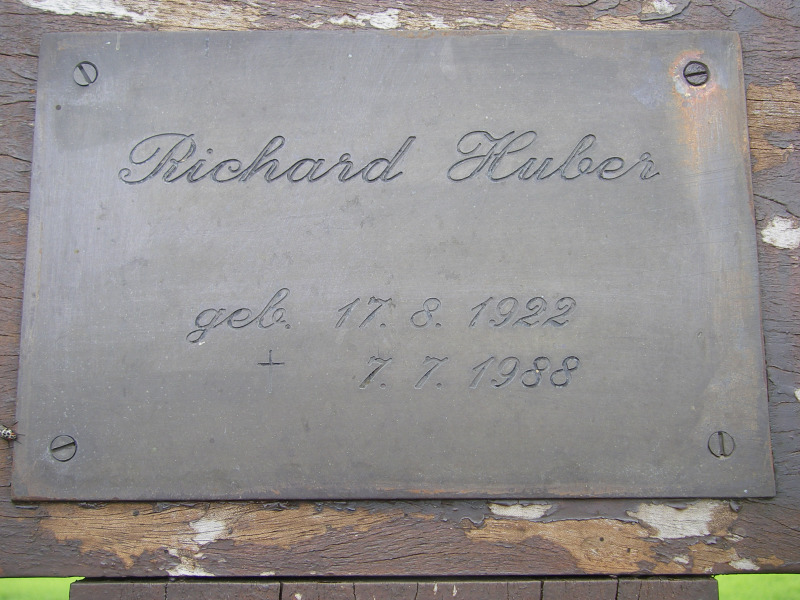 Richard Huber
geb. 17. 8. 1922
+ 7. 7. 1988